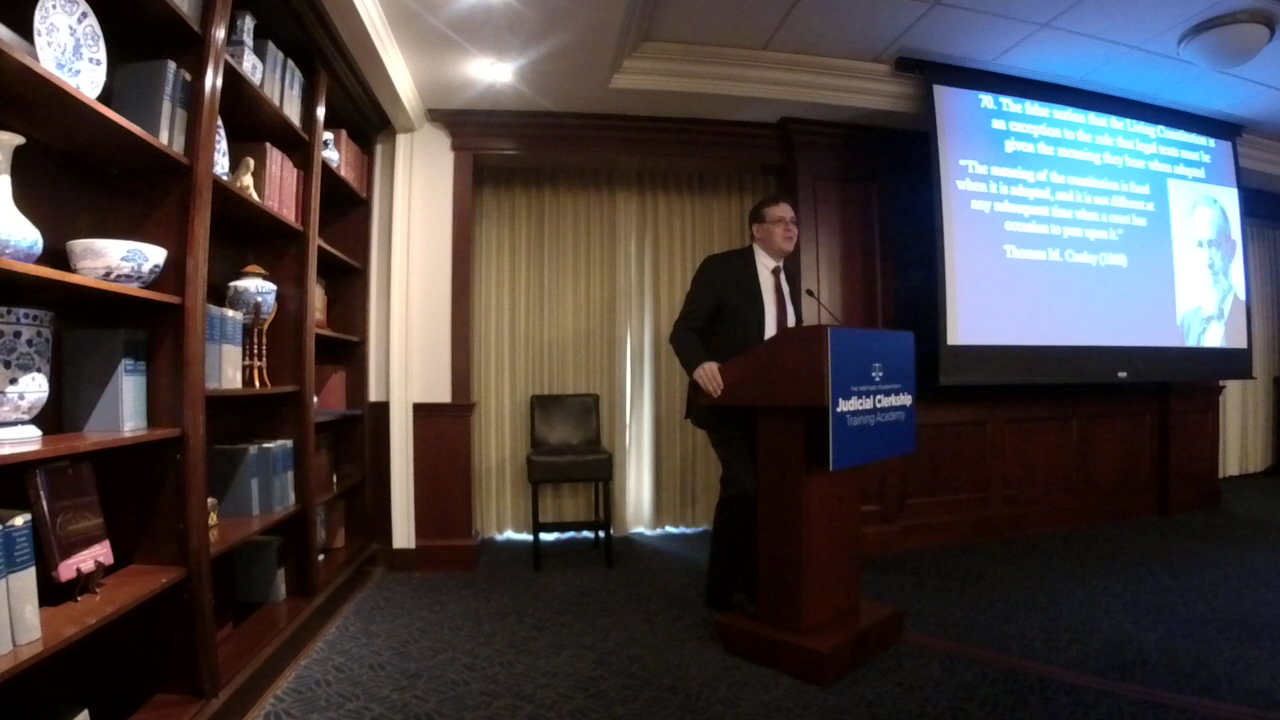 70. The false notion that the Living Constitution is
an exception to the rule that legal texts must be
given the meaning they bore when adopted
"The meaning of the constitution is fixed
when it is adopted, and it is not different at
any subsequent time when a court has
occasion to pass upon it."
Thomas M. Cooley (1868)
THE HERITAGE FOUNDATION'S
Judicial Clerkship
Training Academy